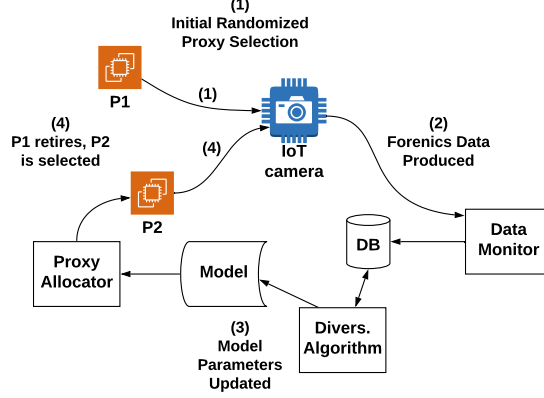 (1)
Initial Randomized
Proxy Selection
P1
(1)
(4)
P1 retires, P2
is selected
(4)
IoT
camera
(2)
Forenics Data
Produced
P2
Proxy
Allocator
Model
DB
Data
Monitor
(3)
Model
Parameters
Updated
Divers.
Algorithm